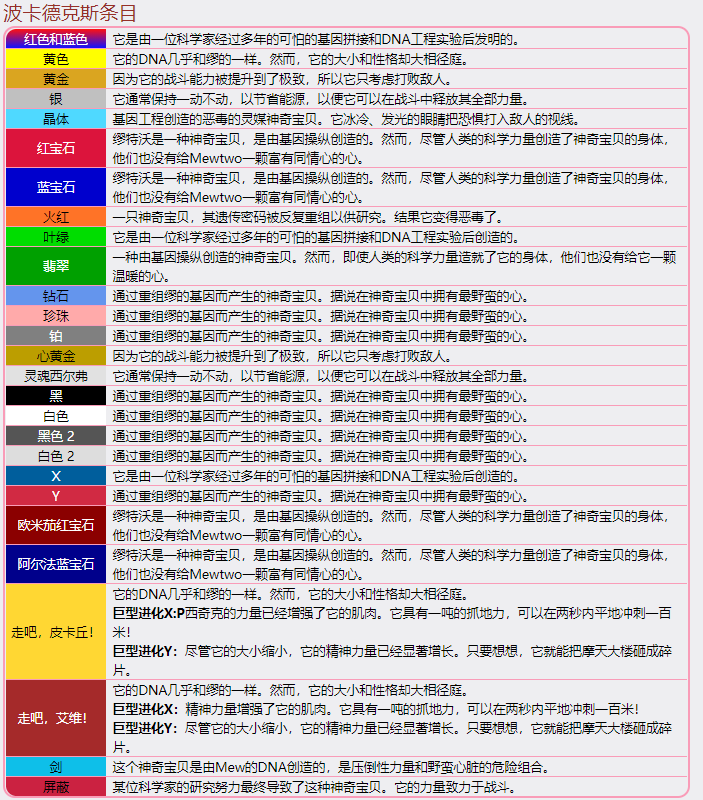 波卡德克斯条目
红色和蓝色 它是由一位科学家经过多年的可怕的基因拼接和DNA工程实验后发明的。
黄色 它的DNA几乎和缪的一样。然而，它的大小和性格却大相径庭。
黄金 因为它的战斗能力被提升到了极致，所以它只考虑打败敌人。
银 它通常保持一动不动，以节省能源，以便它可以在战斗中释放其全部力量。
晶体 基因工程创造的恶毒的灵媒神奇宝贝。它冰冷、发光的眼睛把恐惧打入敌人的视线。
红宝石 缪特沃是一种神奇宝贝，是由基因操纵创造的。然而，尽管人类的科学力量创造了神奇宝贝的身体，
他们也没有给Mewtwo一颗富有同情心的心。
蓝宝石 缪特沃是一种神奇宝贝，是由基因操纵创造的。然而，尽管人类的科学力量创造了神奇宝贝的身体，
他们也没有给Mewtwo一颗富有同情心的心。
火红 一只神奇宝贝，其遗传密码被反复重组以供研究。结果它变得恶毒了。
叶绿 它是由一位科学家经过多年的可怕的基因拼接和DNA工程实验后创造的。
翡翠 一种由基因操纵创造的神奇宝贝。然而，即使人类的科学力量造就了它的身体，他们也没有给它一颗
温暖的心。
钻石 通过重组缪的基因而产生的神奇宝贝。据说在神奇宝贝中拥有最野蛮的心。
珍珠 通过重组缪的基因而产生的神奇宝贝。据说在神奇宝贝中拥有最野蛮的心。
铂 通过重组缪的基因而产生的神奇宝贝。据说在神奇宝贝中拥有最野蛮的心。
心黄金 因为它的战斗能力被提升到了极致，所以它只考虑打败敌人。
灵魂西尔弗 它通常保持一动不动，以节省能源，以便它可以在战斗中释放其全部力量。
黑 通过重组缪的基因而产生的神奇宝贝。据说在神奇宝贝中拥有最野蛮的心。
白色 通过重组缪的基因而产生的神奇宝贝。据说在神奇宝贝中拥有最野蛮的心。
黑色 2 通过重组缪的基因而产生的神奇宝贝。据说在神奇宝贝中拥有最野蛮的心。
白色 2 通过重组缪的基因而产生的神奇宝贝。据说在神奇宝贝中拥有最野蛮的心。
X 它是由一位科学家经过多年的可怕的基因拼接和DNA工程实验后创造的。
Y 通过重组缪的基因而产生的神奇宝贝。据说在神奇宝贝中拥有最野蛮的心。
欧米茄红宝石 缪特沃是一种神奇宝贝，是由基因操纵创造的。然而，尽管人类的科学力量创造了神奇宝贝的身体，
他们也没有给Mewtwo一颗富有同情心的心。
阿尔法蓝宝石 缪特沃是一种神奇宝贝，是由基因操纵创造的。然而，尽管人类的科学力量创造了神奇宝贝的身体，
他们也没有给Mewtwo一颗富有同情心的心。
走吧，皮卡丘！ 它的DNA几乎和缪的一样。然而，它的大小和性格却大相径庭。
巨型进化X:P西奇克的力量已经增强了它的肌肉。它具有一吨的抓地力，可以在两秒内平地冲刺一百
米！
巨型进化Y：尽管它的大小缩小，它的精神力量已经显著增长。只要想想，它就能把摩天大楼砸成碎
片。
走吧，艾维！ 它的DNA几乎和缪的一样。然而，它的大小和性格却大相径庭。
巨型进化X：精神力量增强了它的肌肉。它具有一吨的抓地力，可以在两秒内平地冲刺一百米！
巨型进化Y：尽管它的大小缩小，它的精神力量已经显著增长。只要想想，它就能把摩天大楼砸成碎
片。
剑 这个神奇宝贝是由Mew的DNA创造的，是压倒性力量和野蛮心脏的危险组合。
屏蔽 某位科学家的研究努力最终导致了这种神奇宝贝。它的力量致力于战斗。